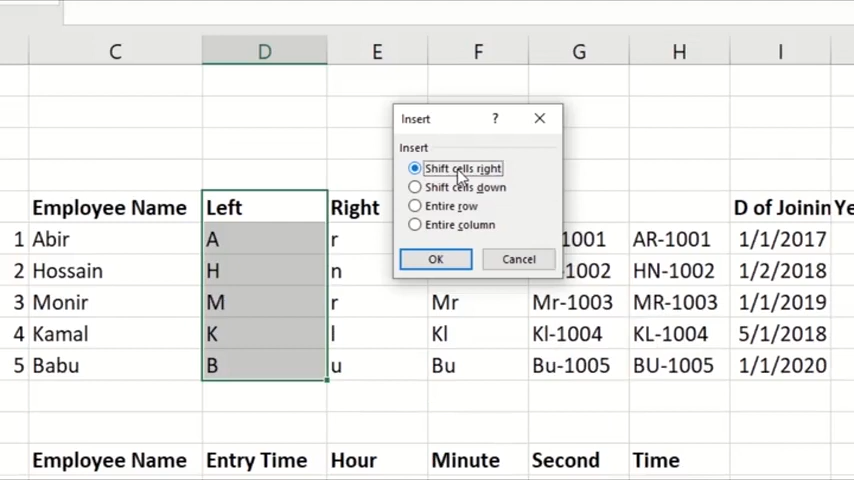 C D E F G H I
Insert ? ×
Insert
Shift cells right
Shift cells down
Employee Name Left Right D of Joinin Ye
Entire row
Entire column
1 Abir A r 1001 AR-1001 1/1/2017
OK Cancel
2 Hossain H n -1002 HN-1002 1/2/2018
3 Monir M r Mr Mr-1003 MR-1003 1/1/2019
4 Kamal K l Kl Kl-1004 KL-1004 5/1/2018
5 Babu B u Bu Bu-1005 BU-1005 1/1/2020
Employee Name Entry Time Hour Minute Second Time